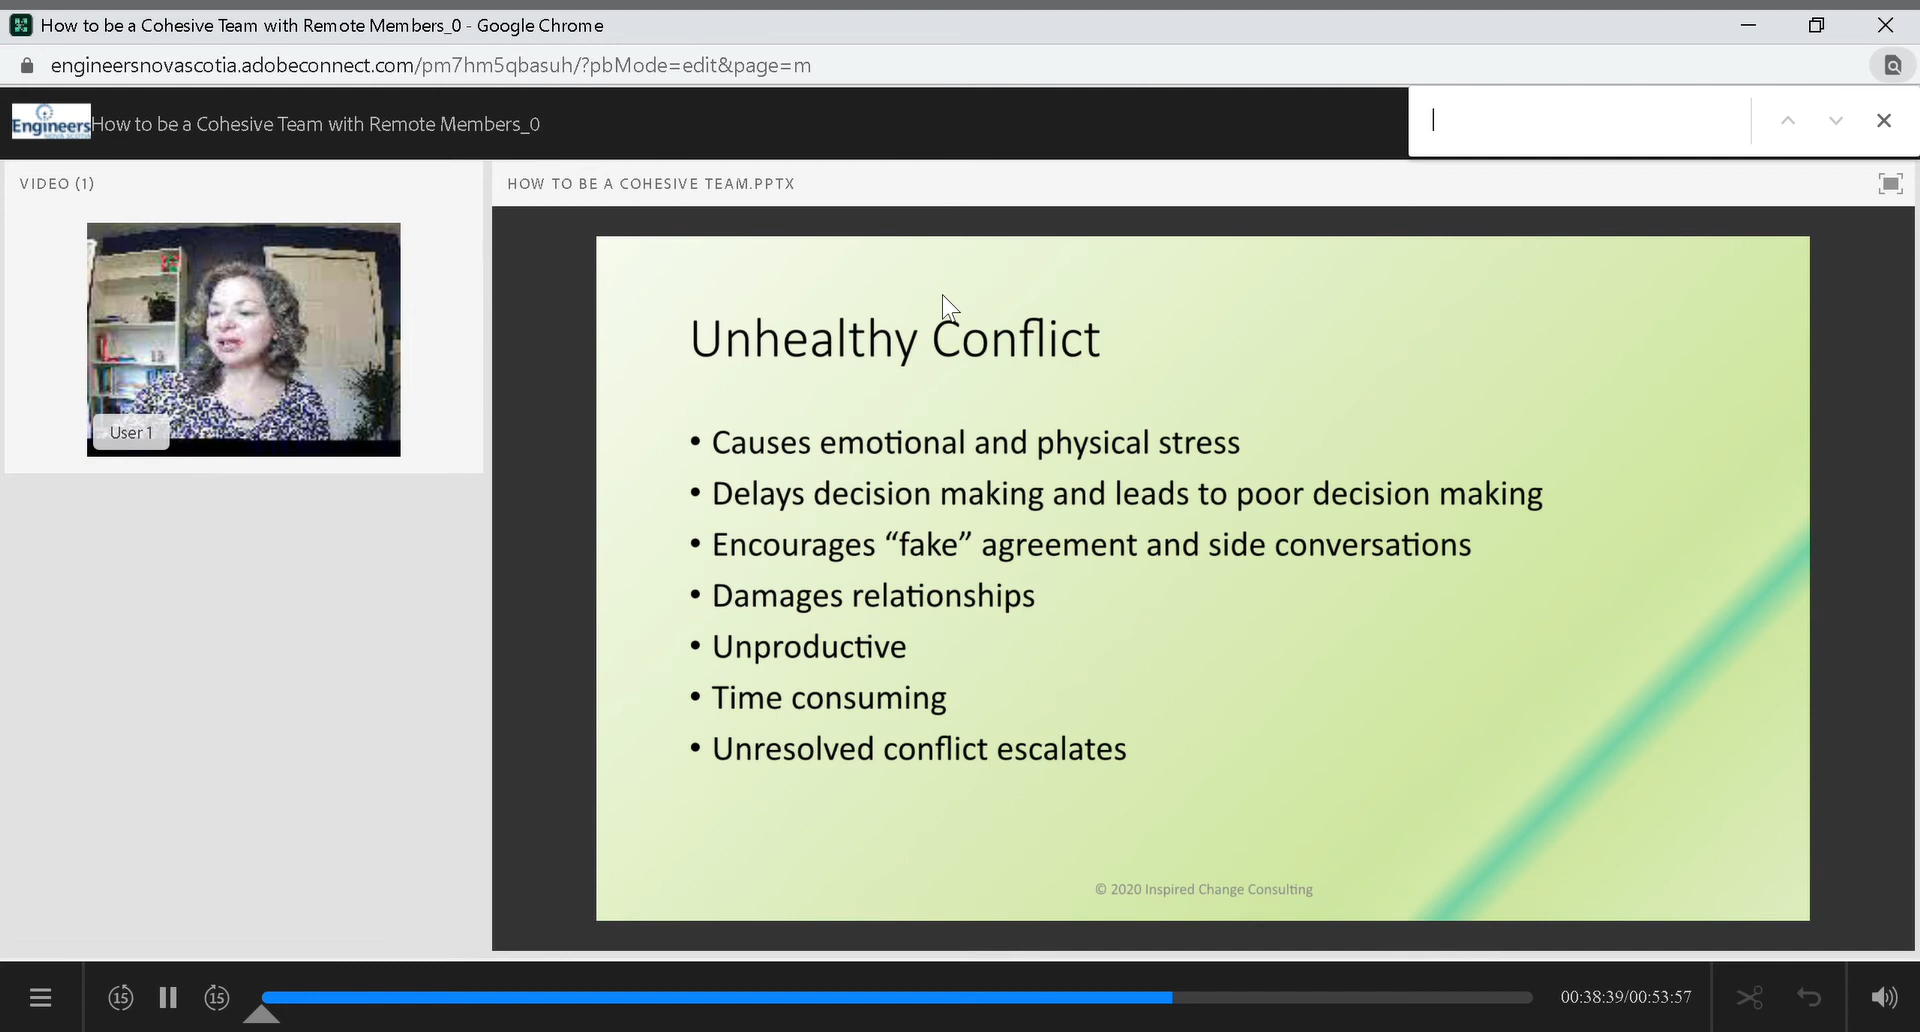 How to be a Cohesive Team with Remote Members_0 - Google Chrome
engineersnovascotia.adobeconnect.com/pm7hm5qbasuh/?pbMode=edit&page=m
Engineers
NOVA SCOTIA
How to be a Cohesive Team with Remote Members_0
VIDEO (1)
HOW TO BE A COHESIVE TEAM.PPTX
User 1
Unhealthy Conflict
• Causes emotional and physical stress
• Delays decision making and leads to poor decision making
• Encourages “fake” agreement and side conversations
• Damages relationships
• Unproductive
• Time consuming
• Unresolved conflict escalates
© 2020 Inspired Change Consulting
15
15
00:38:39/00:53:57